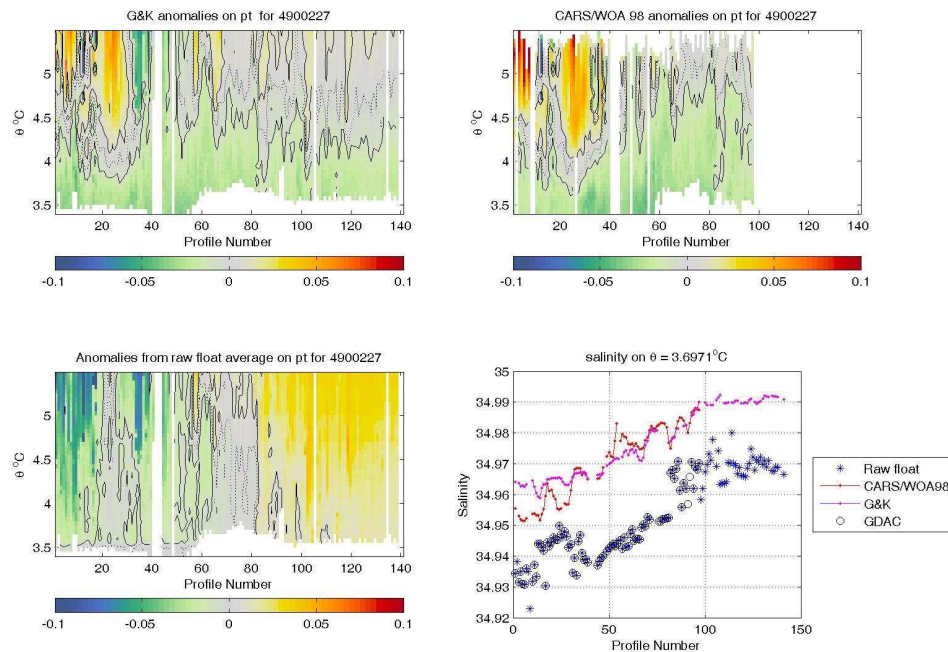 G&K anomalies on pt for 4900227
θ °C
5
4.5
4
3.5
20 40 60 80 100 120 140
Profile Number
-0.1 -0.05 0 0.05 0.1
CARS/WOA 98 anomalies on pt for 4900227
θ °C
5
4.5
4
3.5
20 40 60 80 100 120 140
Profile Number
-0.1 -0.05 0 0.05 0.1
Anomalies from raw float average on pt for 4900227
θ °C
5
4.5
4
3.5
20 40 60 80 100 120 140
Profile Number
-0.1 -0.05 0 0.05 0.1
salinity on θ = 3.6971°C
Salinity
35
34.99
34.98
34.97
34.96
34.95
34.94
34.93
34.92
0 50 100 150
Profile Number
Raw float
CARS/WOA98
G&K
GDAC